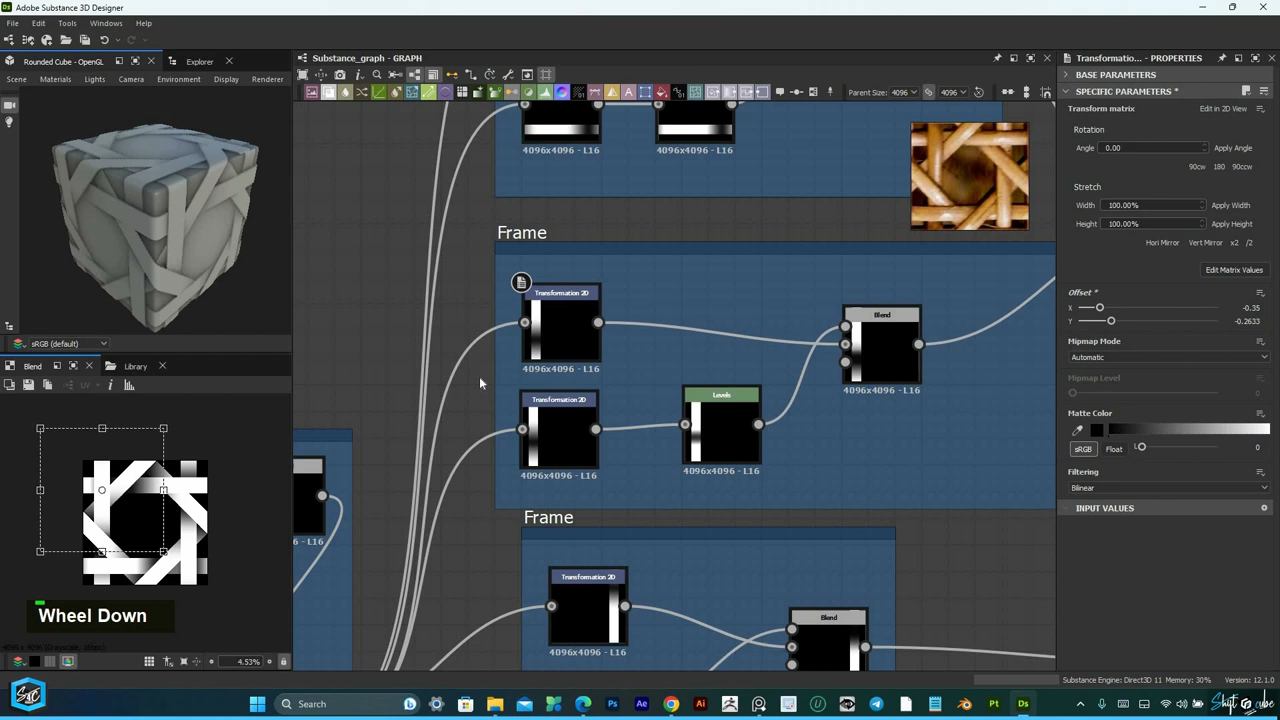 Adobe Substance 3D Designer
File Edit Tools Windows Help
Rounded Cube - OpenGL
Explorer
Scene Materials Lights Camera Environment Display Renderer
sRGB (default)
Blend
Library
UV
Wheel Down
4.53%
Substance_graph - GRAPH
Parent Size: 4096
4096
4096x4096 - L16
4096x4096 - L16
Frame
Transformation 2D
4096x4096 - L16
Transformation 2D
4096x4096 - L16
Levels
4096x4096 - L16
Blend
4096x4096 - L16
Frame
Transformation 2D
4096x4096 - L16
Blend
Transformatio... - PROPERTIES
BASE PARAMETERS
SPECIFIC PARAMETERS *
Transform matrix
Edit in 2D View
Rotation
Angle 0.00 Apply Angle
90cw 180 90ccw
Stretch
Width 100.00% Apply Width
Height 100.00% Apply Height
Hori Mirror Vert Mirror x2 /2
Edit Matrix Values
Offset *
X -0.35
Y -0.2633
Mipmap Mode
Automatic
Mipmap Level
0
Matte Color
sRGB Float 0
Filtering
Bilinear
INPUT VALUES
Substance Engine: Direct3D 11 Memory: 30% Version: 12.1.0
Search